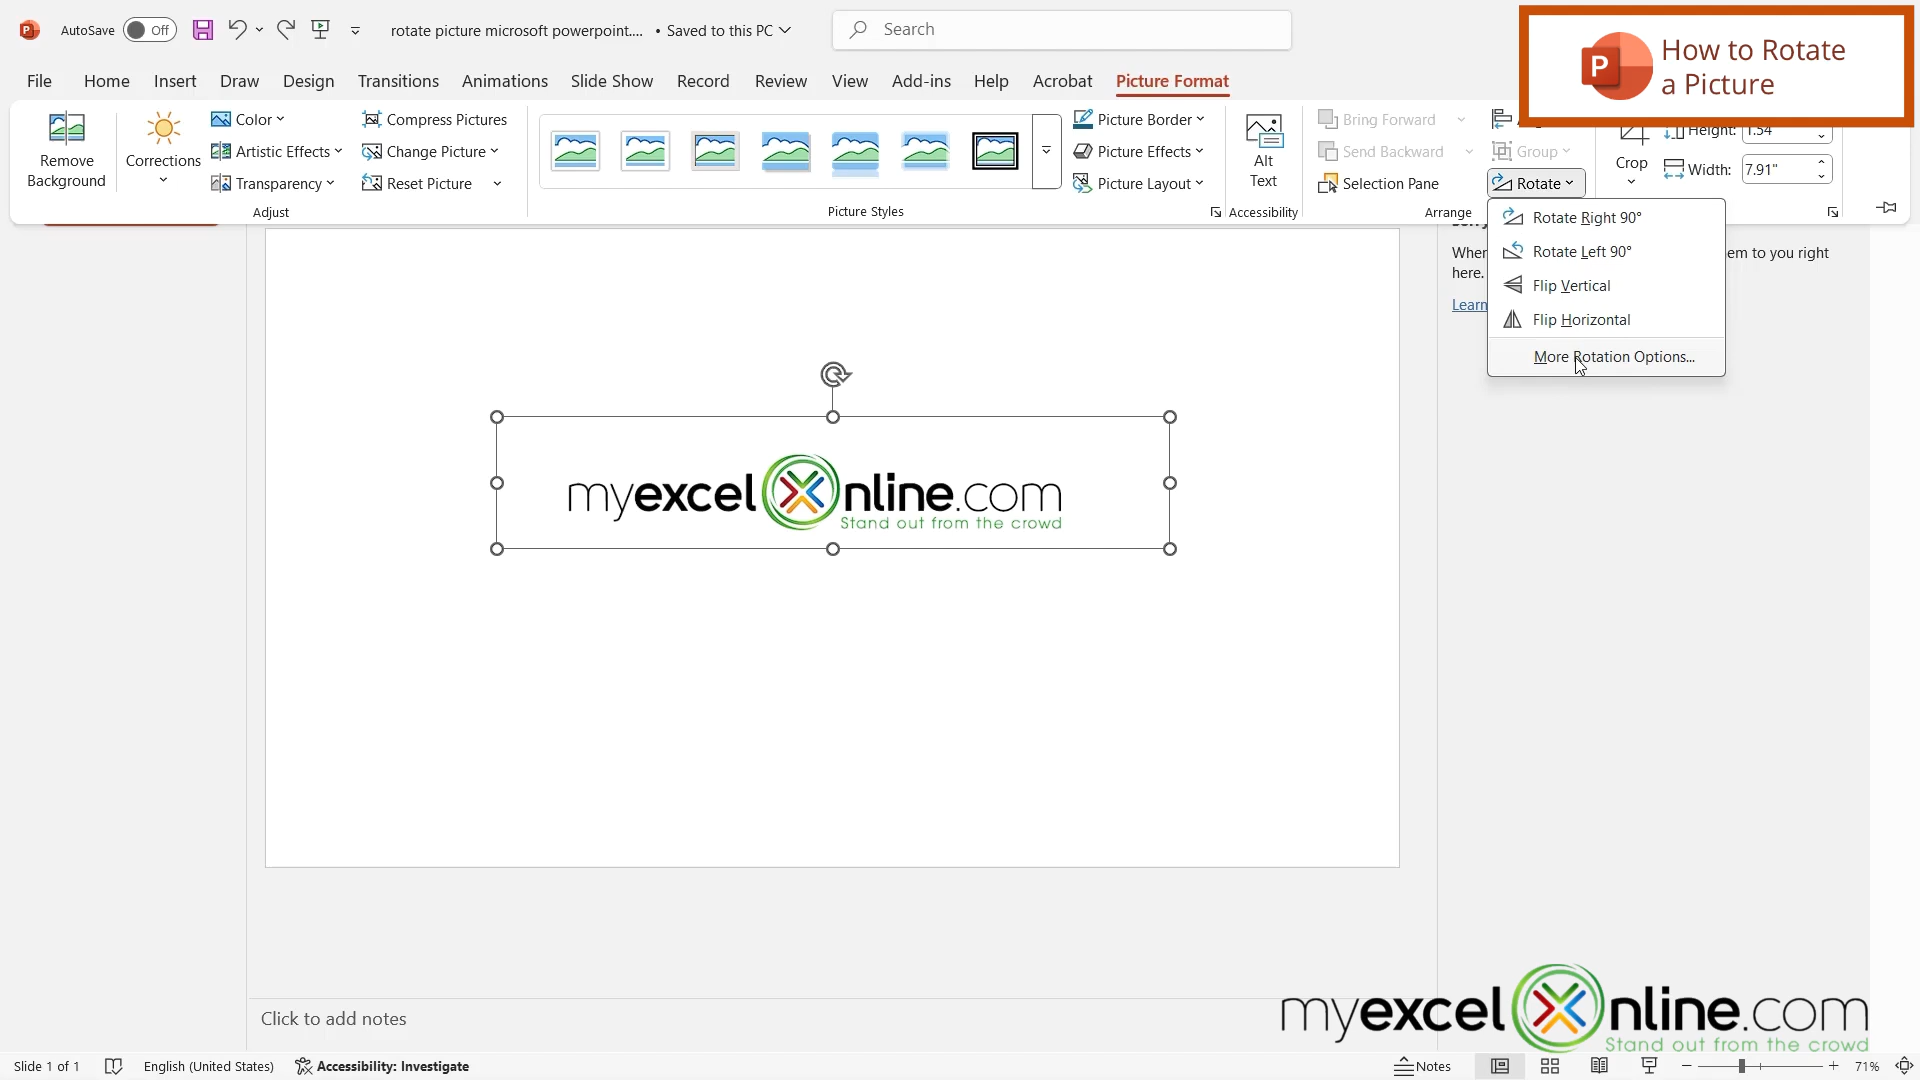 AutoSave Off rotate picture microsoft powerpoint.... • Saved to this PC Search
How to Rotate
a Picture
File Home Insert Draw Design Transitions Animations Slide Show Record Review View Add-ins Help Acrobat Picture Format
Remove
Background
Corrections
Color
Artistic Effects
Transparency
Compress Pictures
Change Picture
Reset Picture
Adjust
Picture Styles
Picture Border
Picture Effects
Picture Layout
Alt
Text
Accessibility
Bring Forward
Send Backward
Selection Pane
Group
Rotate
Arrange
Crop
Height: 1.54"
Width: 7.91"
Rotate Right 90°
Rotate Left 90°
Flip Vertical
Flip Horizontal
More Rotation Options...
em to you right
here.
Learn
myexcelOnline.com
Stand out from the crowd
Click to add notes
myexcelOnline.com
Stand out from the crowd
Slide 1 of 1 English (United States) Accessibility: Investigate Notes 71%